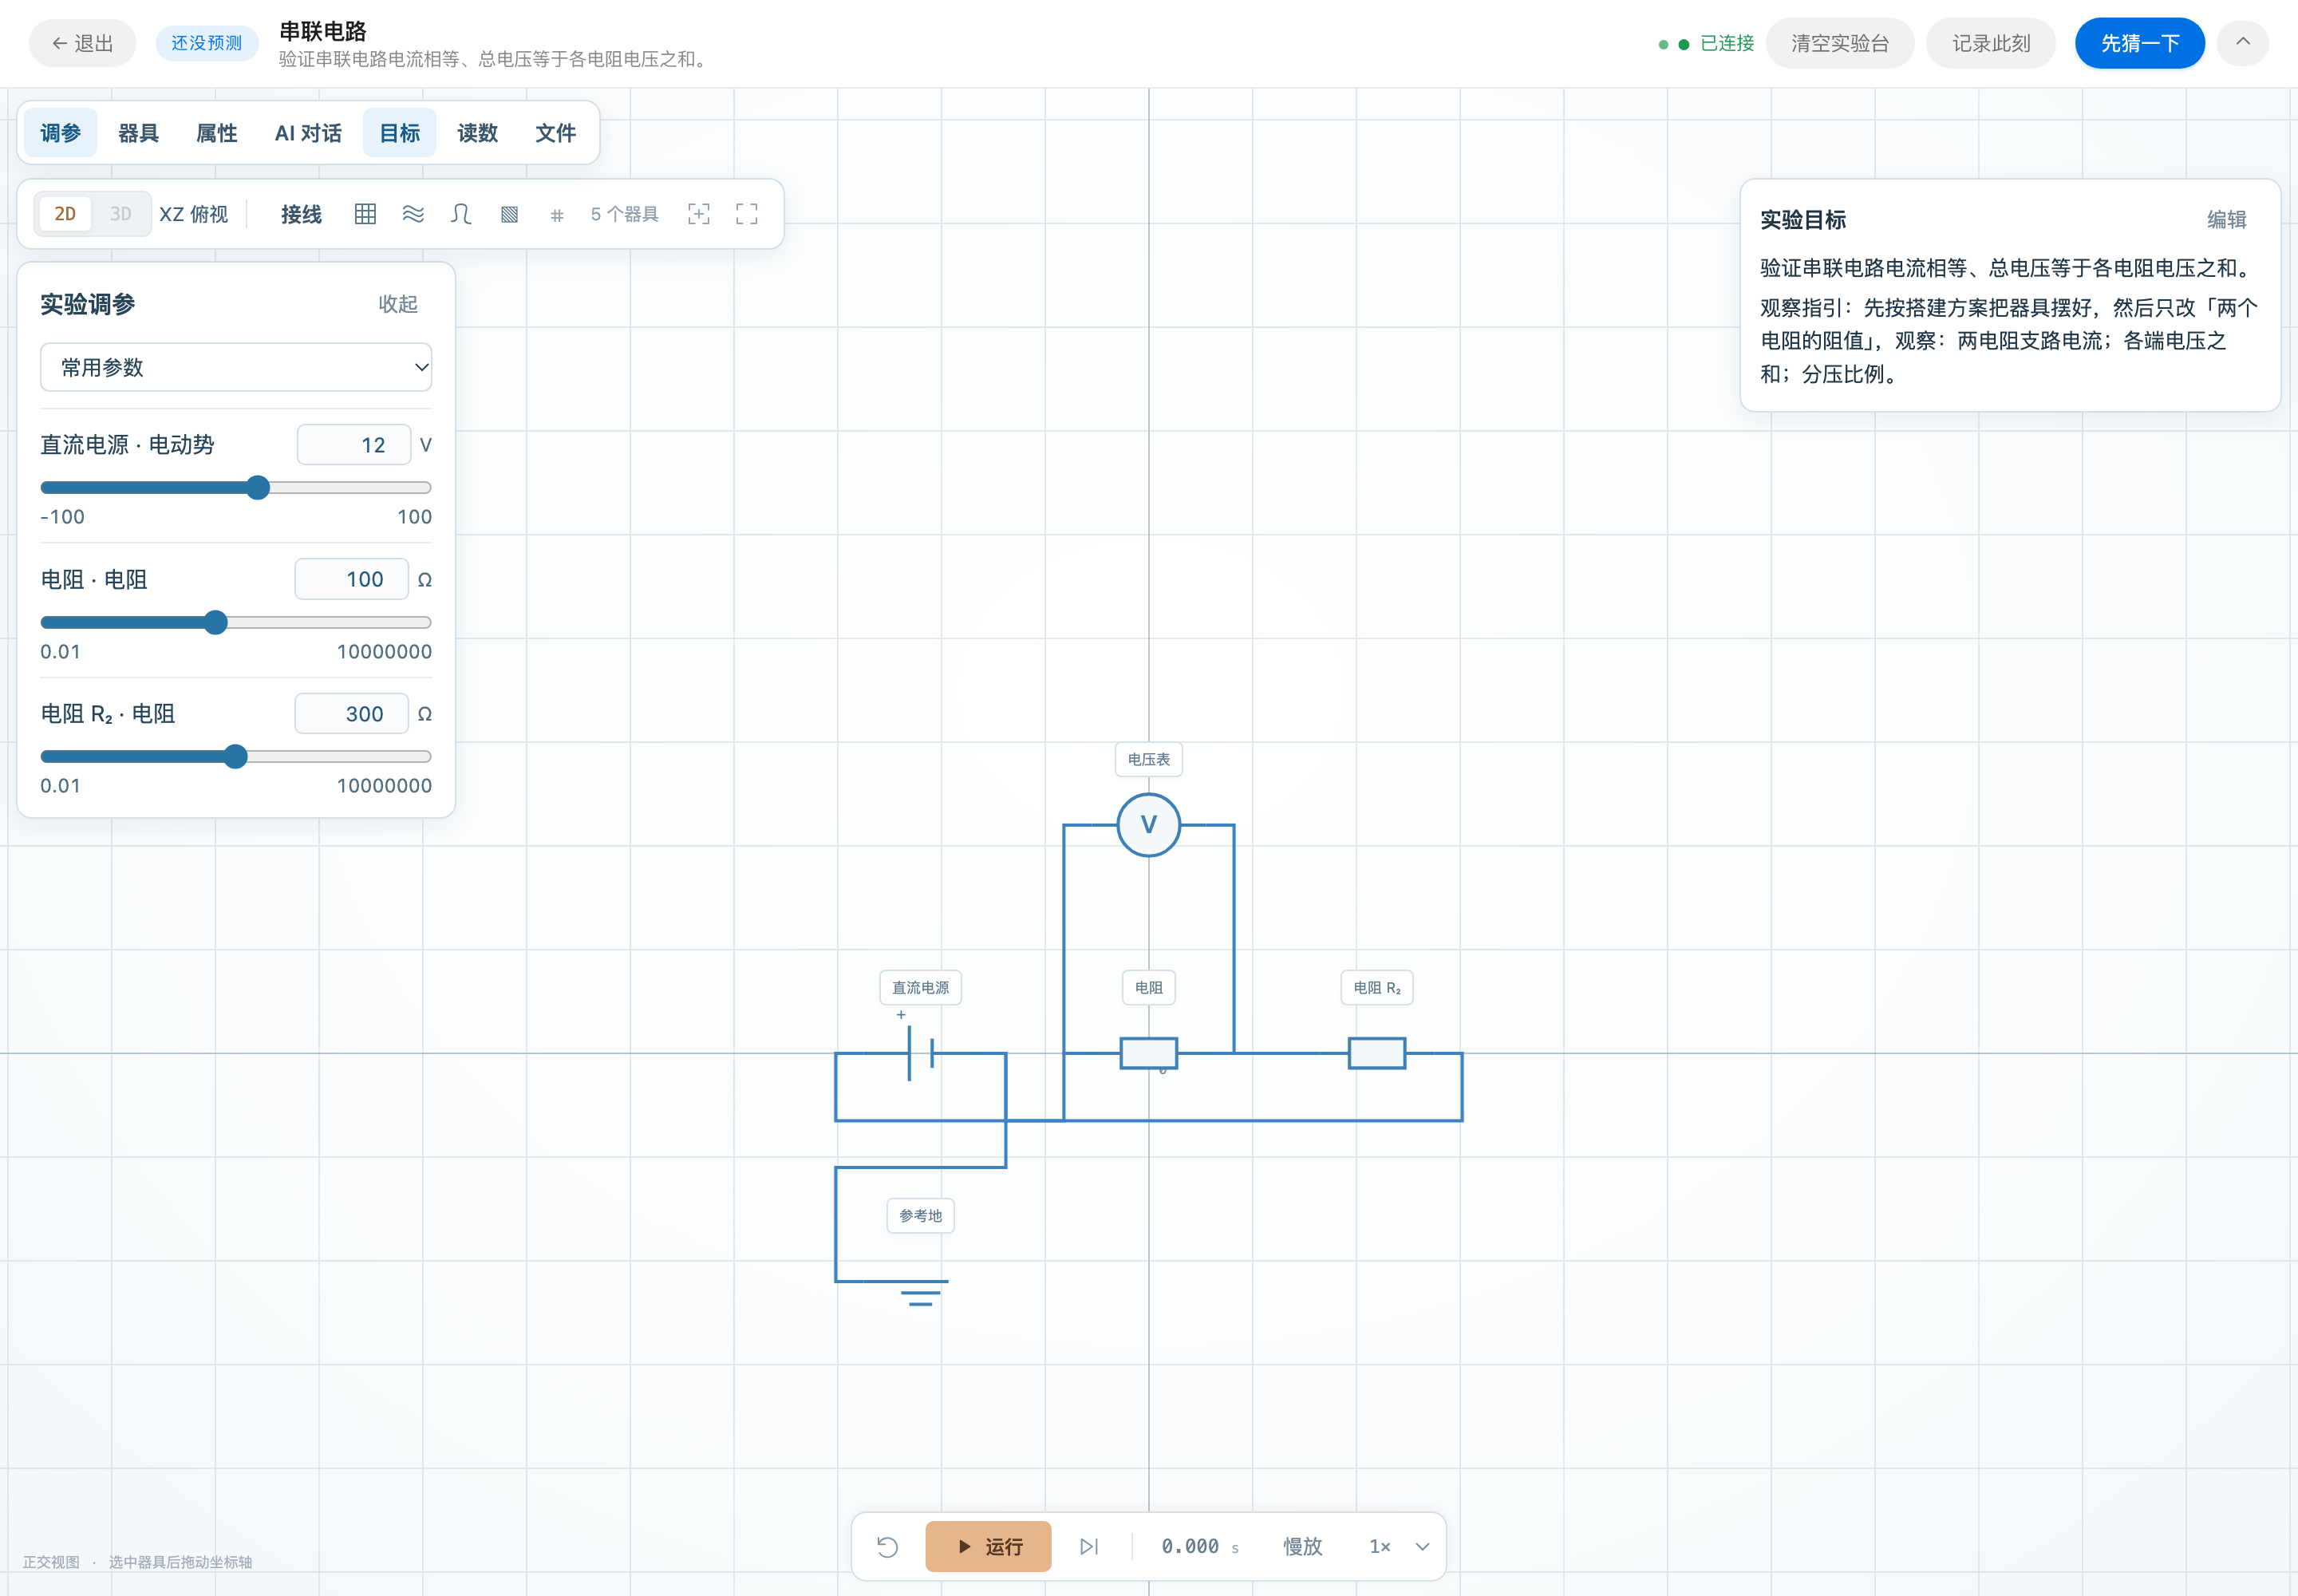 ← 退出
还没预测
串联电路
验证串联电路电流相等、总电压等于各电阻电压之和。
已连接
清空实验台
记录此刻
先猜一下
调参 器具 属性 AI 对话 目标 读数 文件
2D 3D XZ 俯视 接线 5 个器具
实验调参 收起
常用参数
直流电源 · 电动势 12 V
-100 100
电阻 · 电阻 100 Ω
0.01 10000000
电阻 R₂ · 电阻 300 Ω
0.01 10000000
实验目标 编辑
验证串联电路电流相等、总电压等于各电阻电压之和。
观察指引：先按搭建方案把器具摆好，然后只改「两个
电阻的阻值」，观察：两电阻支路电流；各端电压之
和；分压比例。
电压表
V
直流电源
+
电阻
电阻 R₂
参考地
运行 0.000 s 慢放 1×
正交视图 · 选中器具后拖动坐标轴